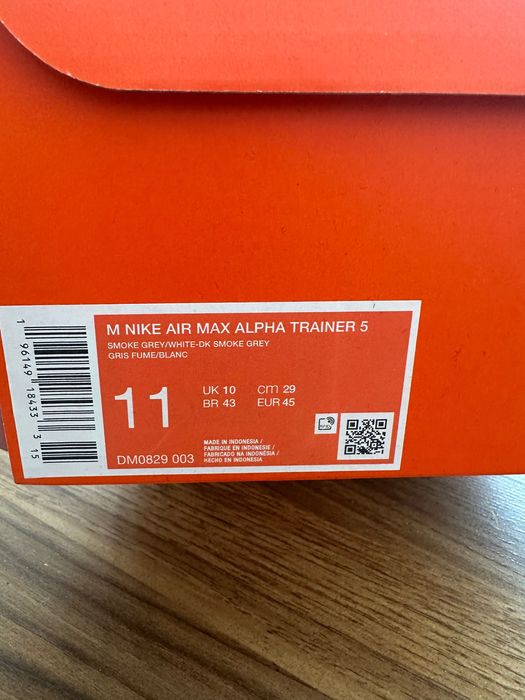 M NIKE AIR MAX ALPHA TRAINER 5
SMOKE GREY/WHITE-DK SMOKE GREY
GRIS FUME/BLANC
11
UK 10 cm 29
BR 43 EUR 45
DM0829 003
MADE IN INDONESIA /
FABRIQUE EN INDONESIE /
FABRICADO NA INDONÉSIA /
HECHO EN INDONESIA
1 96149 18433 3 15